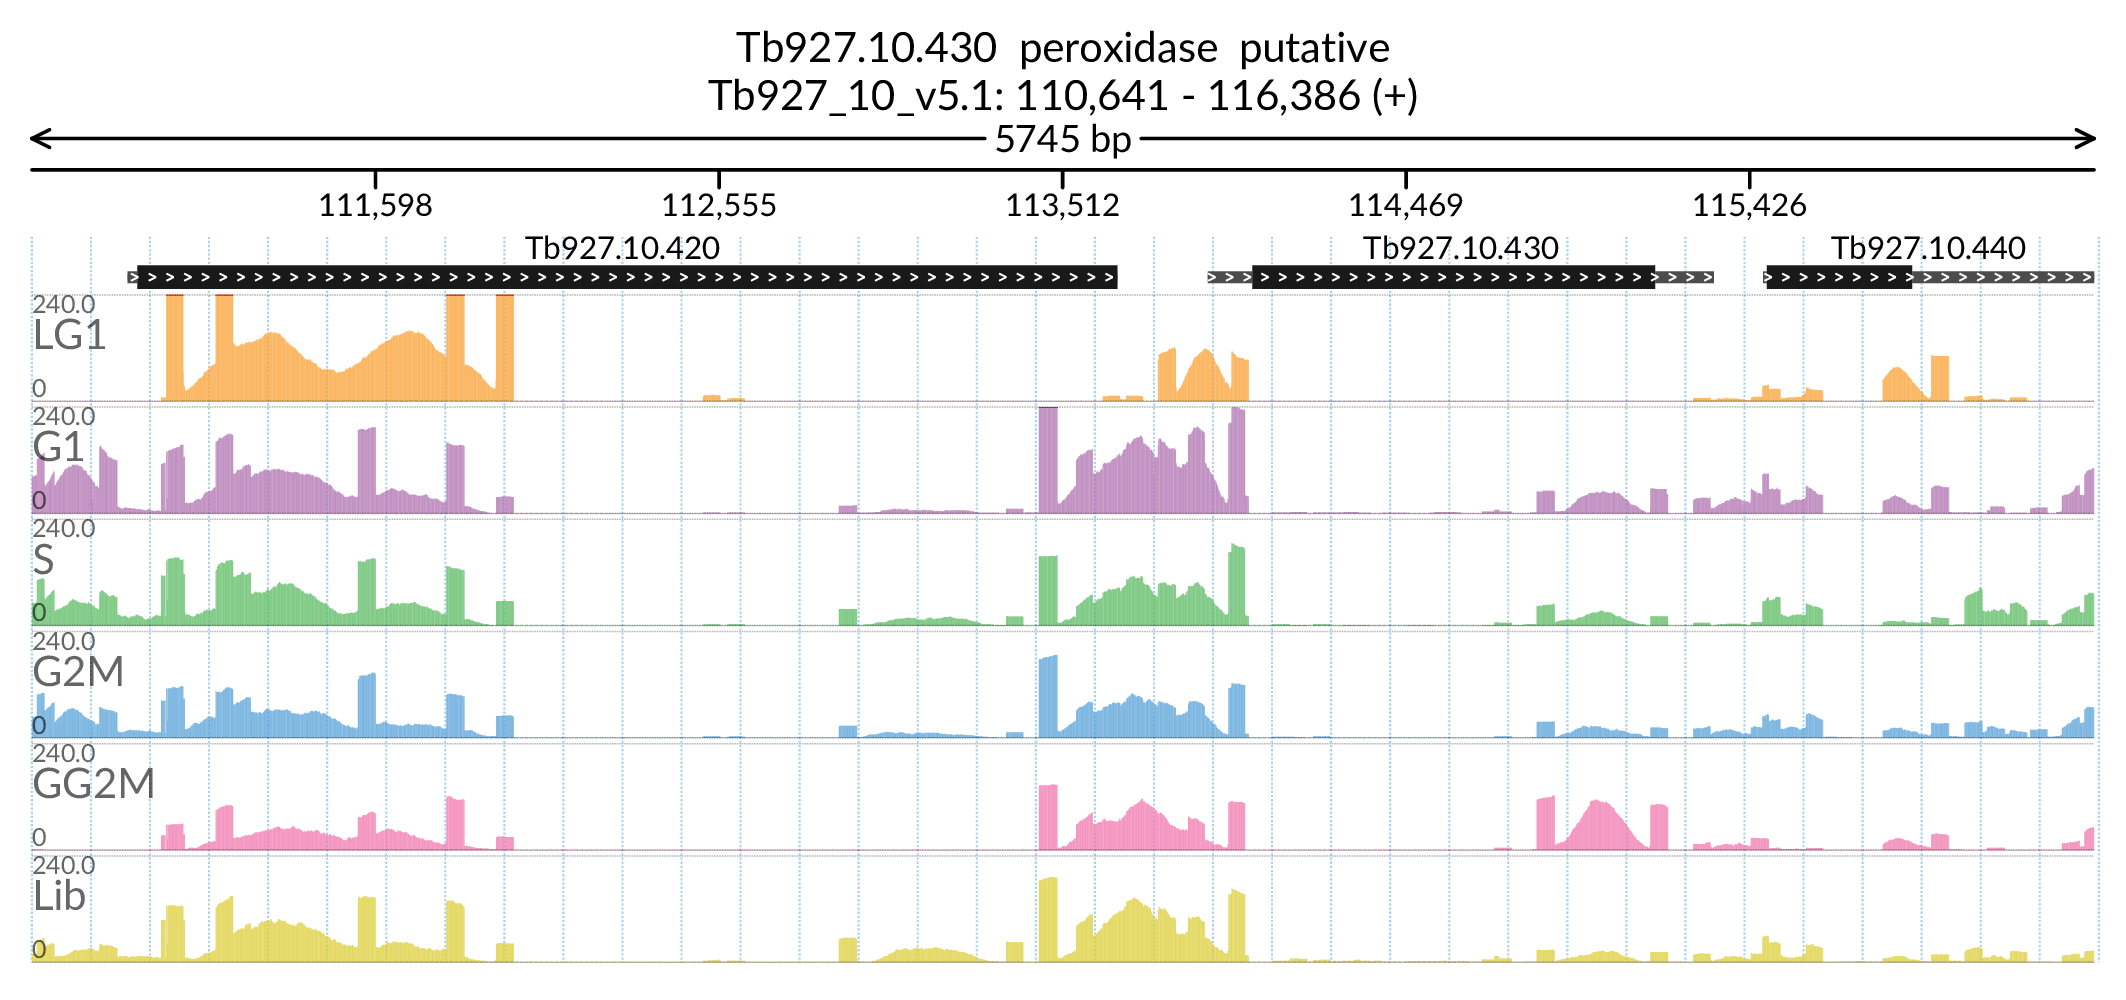 Tb927.10.430 peroxidase putative
Tb927_10_v5.1: 110,641 - 116,386 (+)
5745 bp
111,598 112,555 113,512 114,469 115,426
Tb927.10.420 Tb927.10.430 Tb927.10.440
240.0
LG1
0
240.0
G1
0
240.0
S
0
240.0
G2M
0
240.0
GG2M
0
240.0
Lib
0